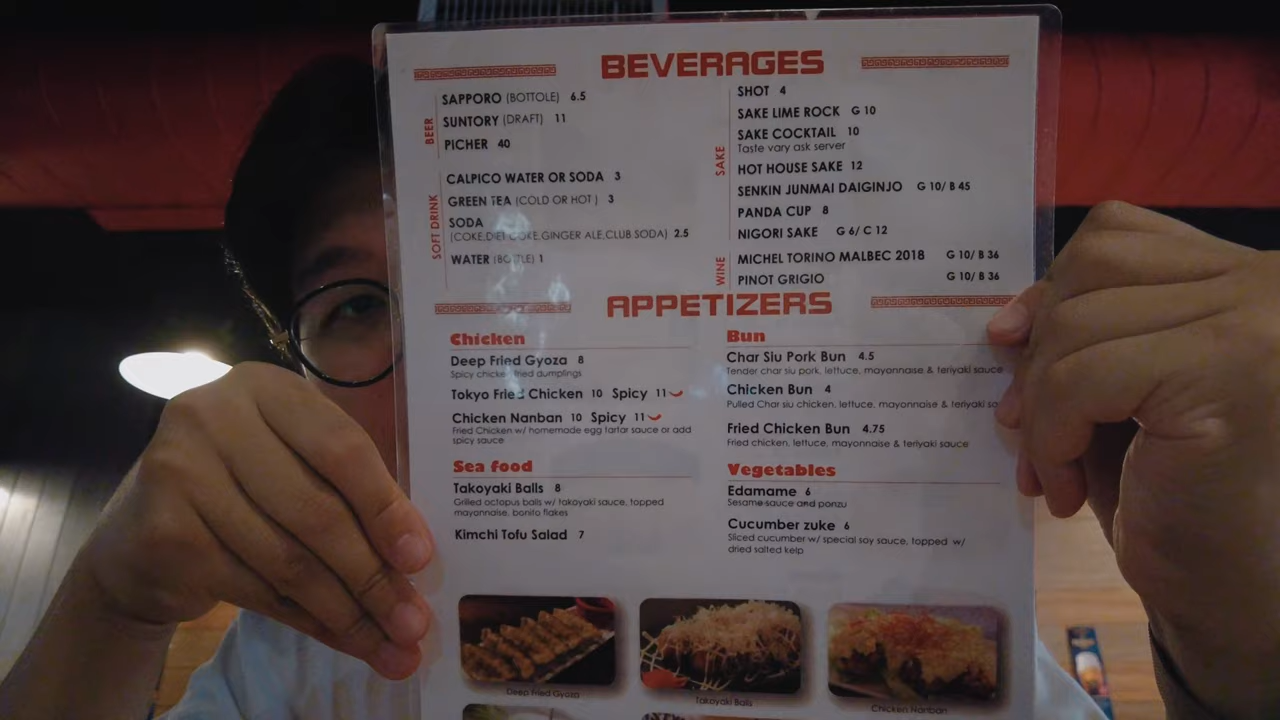 BEVERAGES
BEER
SAPPORO (BOTTOLE) 6.5
SUNTORY (DRAFT) 11
PICHER 40
SOFT DRINK
CALPICO WATER OR SODA 3
GREEN TEA (COLD OR HOT ) 3
SODA
(COKE,DIET COKE,GINGER ALE,CLUB SODA) 2.5
WATER (BOTTLE) 1
SAKE
SHOT 4
SAKE LIME ROCK G 10
SAKE COCKTAIL 10
Taste vary ask server
HOT HOUSE SAKE 12
SENKIN JUNMAI DAIGINJO G 10/ B 45
PANDA CUP 8
NIGORI SAKE G 6/ C 12
WINE
MICHEL TORINO MALBEC 2018 G 10/ B 36
PINOT GRIGIO G 10/ B 36
APPETIZERS
Chicken
Deep Fried Gyoza 8
Spicy chicken fried dumplings
Tokyo Fried Chicken 10 Spicy 11
Chicken Nanban 10 Spicy 11
Fried Chicken w/ homemade egg tartar sauce or add
spicy sauce
Sea food
Takoyaki Balls 8
Grilled octopus balls w/ takoyaki sauce, topped
mayonnaise, bonito flakes
Kimchi Tofu Salad 7
Bun
Char Siu Pork Bun 4.5
Tender char siu pork, lettuce, mayonnaise & teriyaki sauce
Chicken Bun 4
Pulled Char siu chicken, lettuce, mayonnaise & teriyaki
Fried Chicken Bun 4.75
Fried chicken, lettuce, mayonnaise & teriyaki sauce
Vegetables
Edamame 6
Sesame sauce and ponzu
Cucumber zuke 6
Sliced cucumber w/ special soy sauce, topped w/
dried salted kelp
Deep Fried Gyoza
Takoyaki Balls
Chicken Nanban